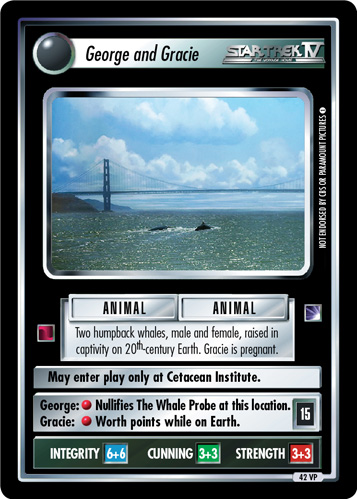 George and Gracie
STAR TREK IV
THE VOYAGE HOME
NOT ENDORSED BY CBS OR PARAMOUNT PICTURES
ANIMAL ANIMAL
Two humpback whales, male and female, raised in
captivity on 20th-century Earth. Gracie is pregnant.
May enter play only at Cetacean Institute.
George: Nullifies The Whale Probe at this location.
Gracie: Worth points while on Earth.
15
INTEGRITY 6+6 CUNNING 3+3 STRENGTH 3+3
42 VP